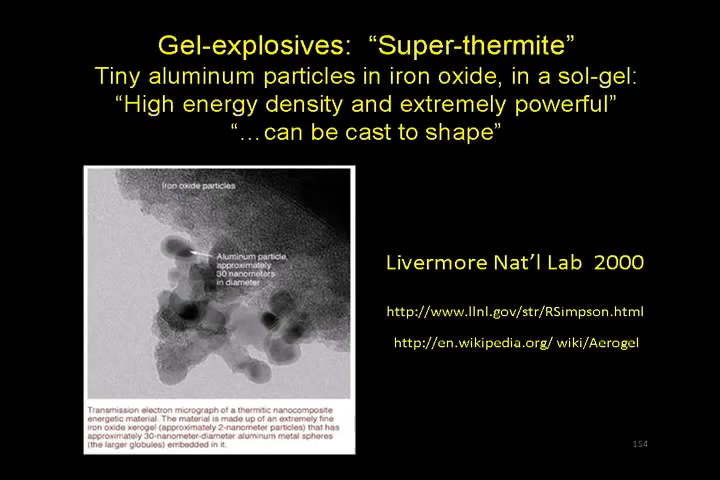 Gel-explosives: “Super-thermite”
Tiny aluminum particles in iron oxide, in a sol-gel:
“High energy density and extremely powerful”
“…can be cast to shape”
Iron oxide particles
Aluminum particle,
approximately
30 nanometers
in diameter
Livermore Nat’l Lab 2000
http://www.llnl.gov/str/RSimpson.html
http://en.wikipedia.org/ wiki/Aerogel
Transmission electron micrograph of a thermitic nanocomposite
energetic material. The material is made up of an extremely fine
iron oxide xerogel (approximately 2-nanometer particles) that has
approximately 30-nanometer-diameter aluminum metal spheres
(the larger globules) embedded in it.
154